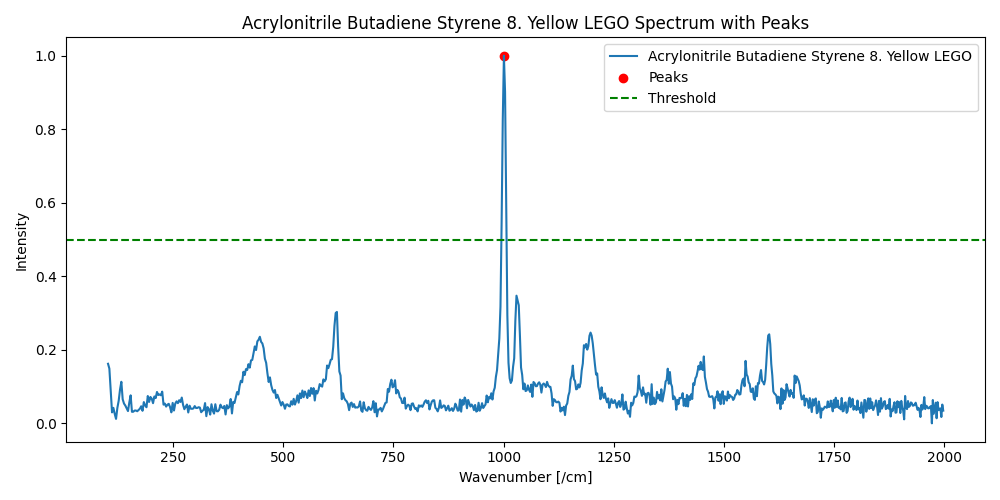 Acrylonitrile Butadiene Styrene 8. Yellow LEGO Spectrum with Peaks
Acrylonitrile Butadiene Styrene 8. Yellow LEGO
Peaks
Threshold
1.0
0.8
0.6
0.4
0.2
0.0
Intensity
250
500
750
1000
1250
1500
1750
2000
Wavenumber [/cm]